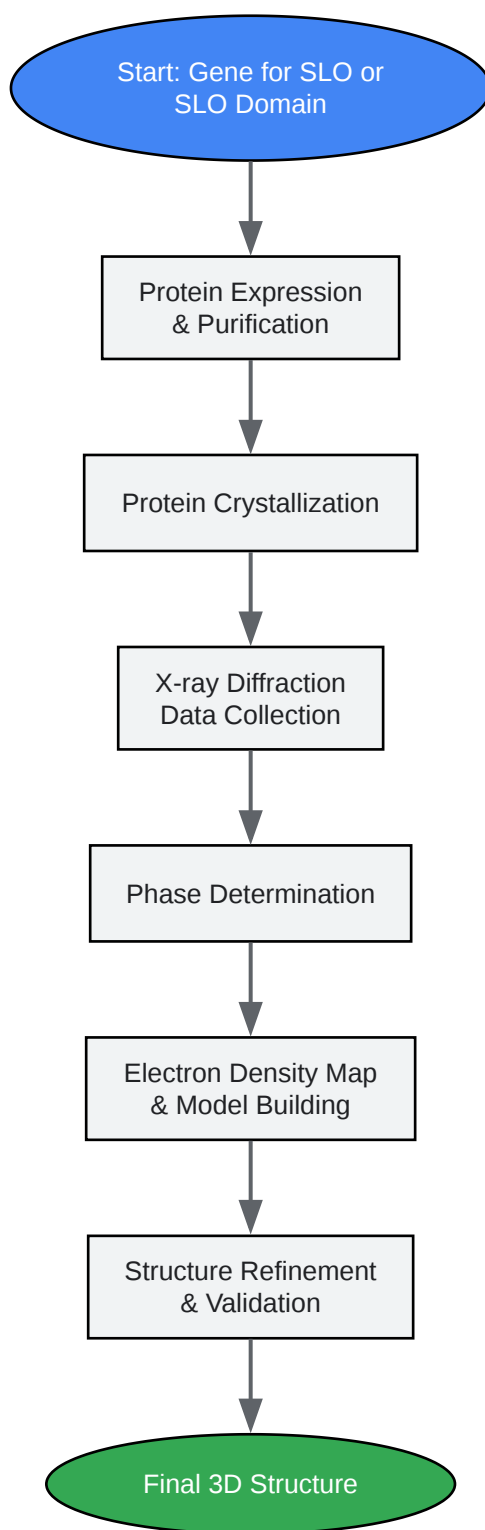 Start: Gene for SLO or
SLO Domain
Protein Expression
& Purification
Protein Crystallization
X-ray Diffraction
Data Collection
Phase Determination
Electron Density Map
& Model Building
Structure Refinement
& Validation
Final 3D Structure